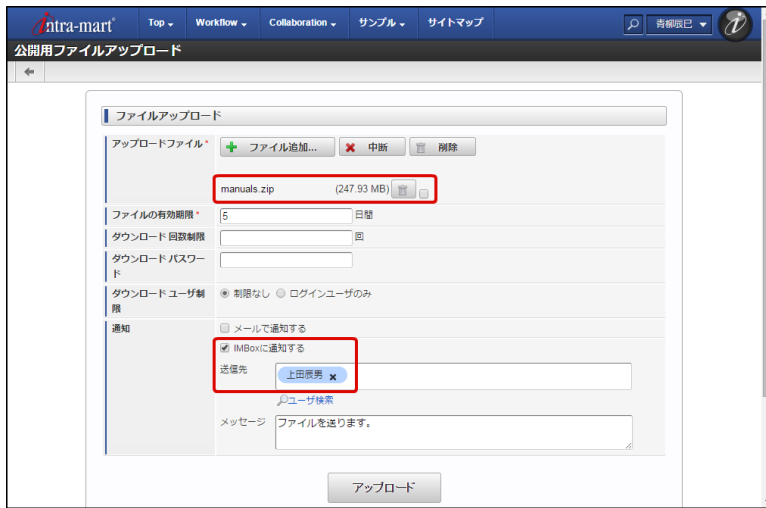 intra-mart Top Workflow Collaboration サンプル サイトマップ 青柳辰巳
公開用ファイルアップロード
ファイルアップロード
アップロードファイル* ファイル追加... 中断 削除
manuals.zip (247.93 MB)
ファイルの有効期限* 5 日間
ダウンロード 回数制限 回
ダウンロード パスワー
ド
ダウンロード ユーザ制 制限なし ログインユーザのみ
限
通知 メールで通知する
IMBoxに通知する
送信先 上田辰男
ユーザ検索
メッセージ ファイルを送ります。
アップロード